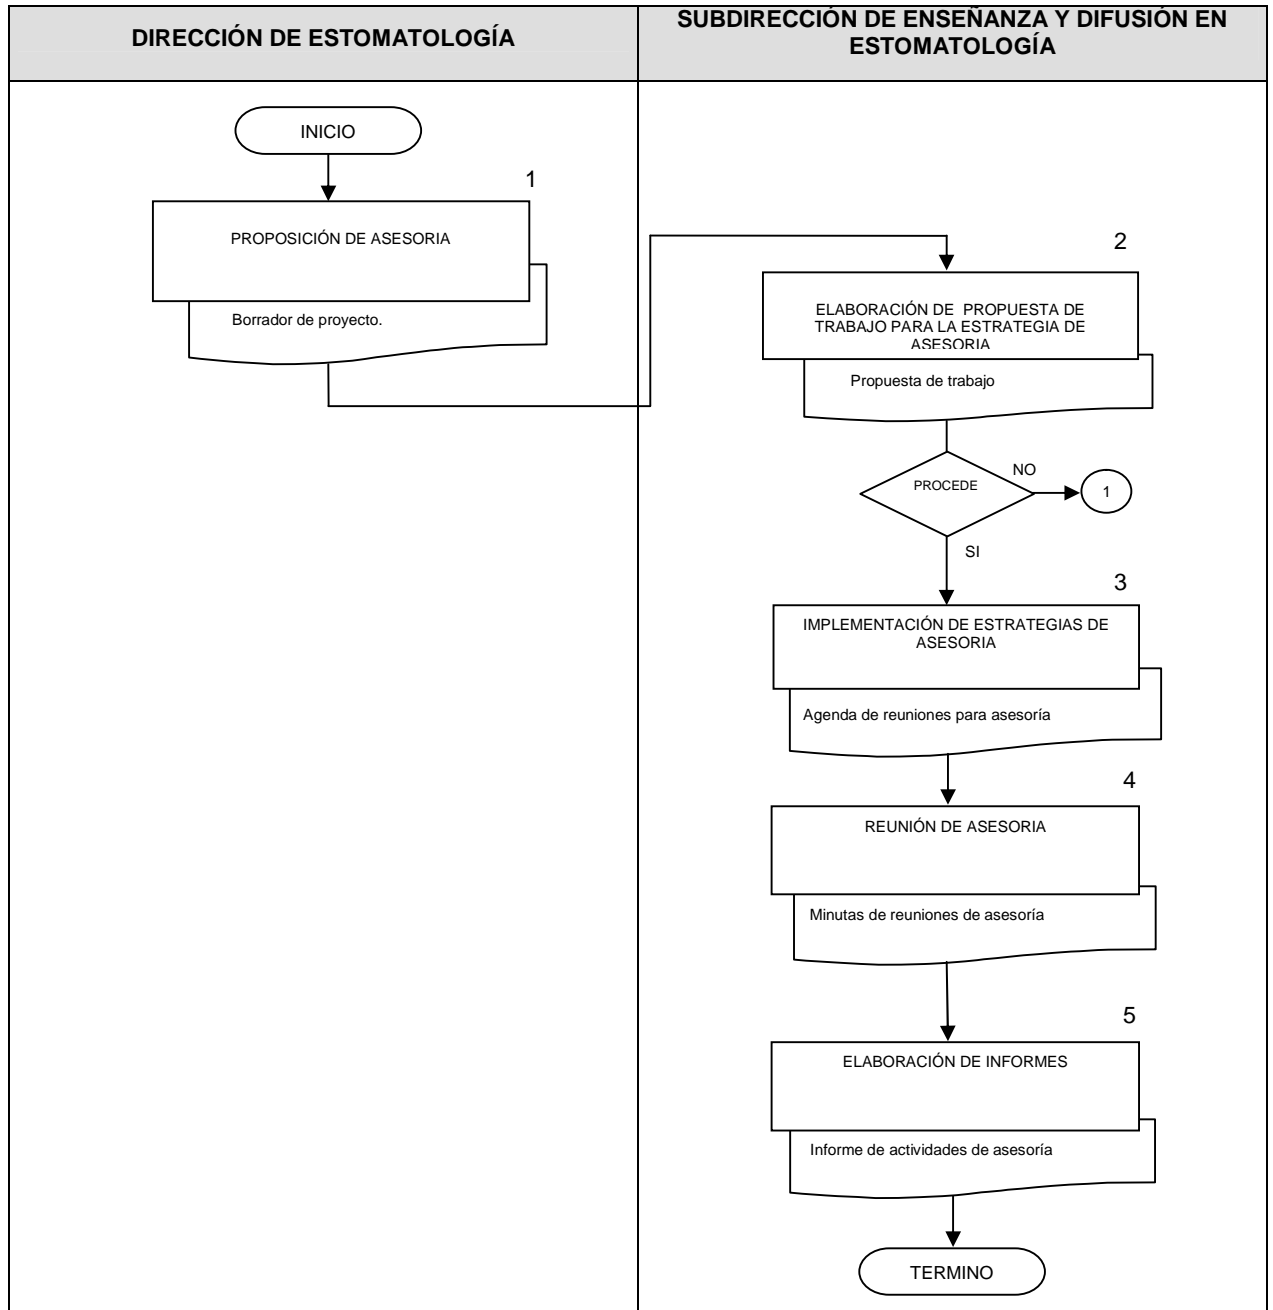 DIRECCIÓN DE ESTOMATOLOGÍA
SUBDIRECCIÓN DE ENSEÑANZA Y DIFUSIÓN EN
ESTOMATOLOGÍA
INICIO
1
PROPOSICIÓN DE ASESORIA
Borrador de proyecto.
2
ELABORACIÓN DE PROPUESTA DE
TRABAJO PARA LA ESTRATEGIA DE
ASESORIA
Propuesta de trabajo
PROCEDE
NO
1
SI
3
IMPLEMENTACIÓN DE ESTRATEGIAS DE
ASESORIA
Agenda de reuniones para asesoría
4
REUNIÓN DE ASESORIA
Minutas de reuniones de asesoría
5
ELABORACIÓN DE INFORMES
Informe de actividades de asesoría
TERMINO